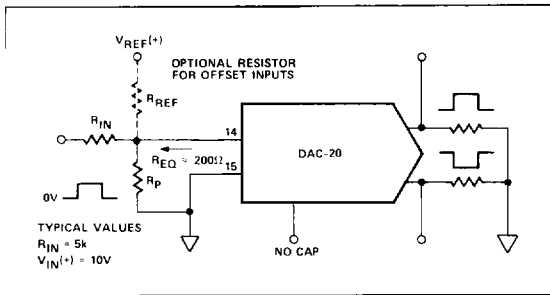 VREF(+)
OPTIONAL RESISTOR
FOR OFFSET INPUTS
RREF
RIN
14
REQ ≈ 200Ω
15
RP
DAC-20
0V
TYPICAL VALUES
RIN = 5k
VIN(+) = 10V
NO CAP